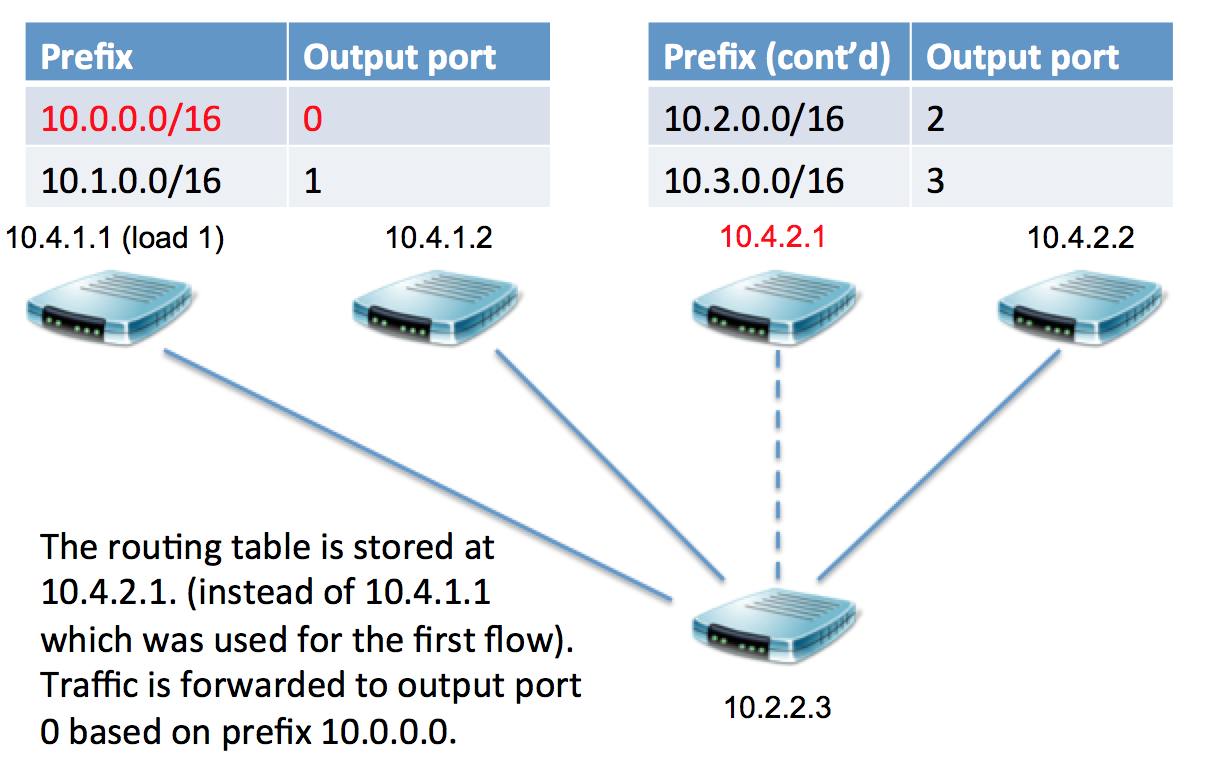 Prefix Output port
10.0.0.0/16 0
10.1.0.0/16 1
Prefix (cont’d) Output port
10.2.0.0/16 2
10.3.0.0/16 3
10.4.1.1 (load 1)
10.4.1.2
10.4.2.1
10.4.2.2
The routing table is stored at
10.4.2.1. (instead of 10.4.1.1
which was used for the first flow).
Traffic is forwarded to output port
0 based on prefix 10.0.0.0.
10.2.2.3